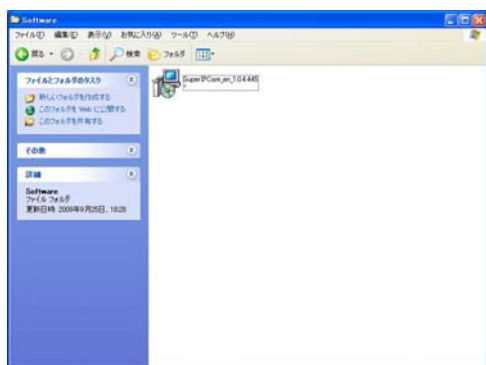 Software
ファイル(F) 編集(E) 表示(V) お気に入り(A) ツール(T) ヘルプ(H)
戻る 検索 フォルダ
ファイルとフォルダのタスク
新しいフォルダを作成する
このフォルダを Web に公開する
このフォルダを共有する
その他
詳細
Software
ファイル フォルダ
更新日時: 2009年9月25日、18:28
SuperIPCam_en_1.0.4.445